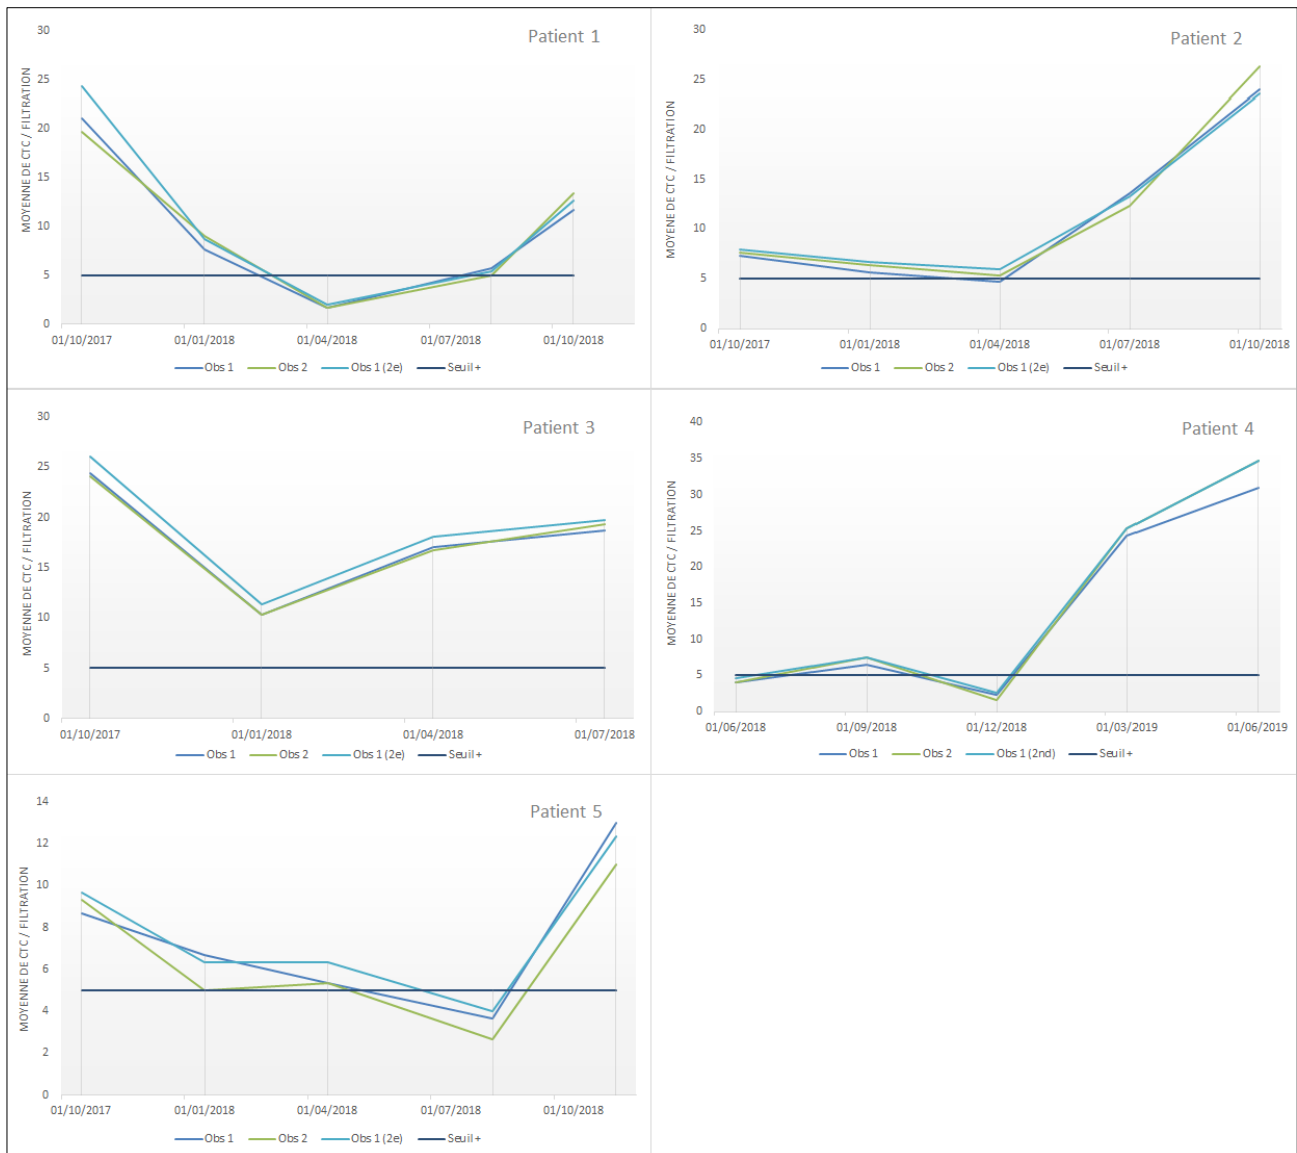 Patient 1
MOYENNE DE CTC / FILTRATION
30
25
20
15
10
5
0
01/10/2017 01/01/2018 01/04/2018 01/07/2018 01/10/2018
Obs 1 Obs 2 Obs 1 (2e) Seuil +
Patient 2
MOYENE DE CTC / FILTRATION
30
25
20
15
10
5
0
01/10/2017 01/01/2018 01/04/2018 01/07/2018 01/10/2018
Obs 1 Obs 2 Obs 1 (2e) Seuil +
Patient 3
MOYENNE DE CTC / FILTRATION
30
25
20
15
10
5
0
01/10/2017 01/01/2018 01/04/2018 01/07/2018
Obs 1 Obs 2 Obs 1 (2e) Seuil +
Patient 4
MOYENNE DE CTC / FILTRATION
40
35
30
25
20
15
10
5
0
01/06/2018 01/09/2018 01/12/2018 01/03/2019 01/06/2019
Obs 1 Obs 2 Obs 1 (2nd) Seuil +
Patient 5
MOYENNE DE CTC / FILTRATION
14
12
10
8
6
4
2
0
01/10/2017 01/01/2018 01/04/2018 01/07/2018 01/10/2018
Obs 1 Obs 2 Obs 1 (2e) Seuil +